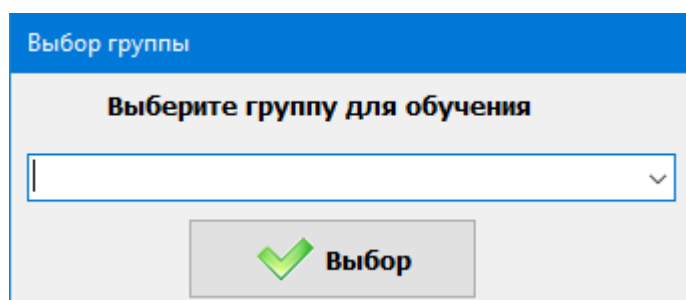 Выбор группы
Выберите группу для обучения
Выбор